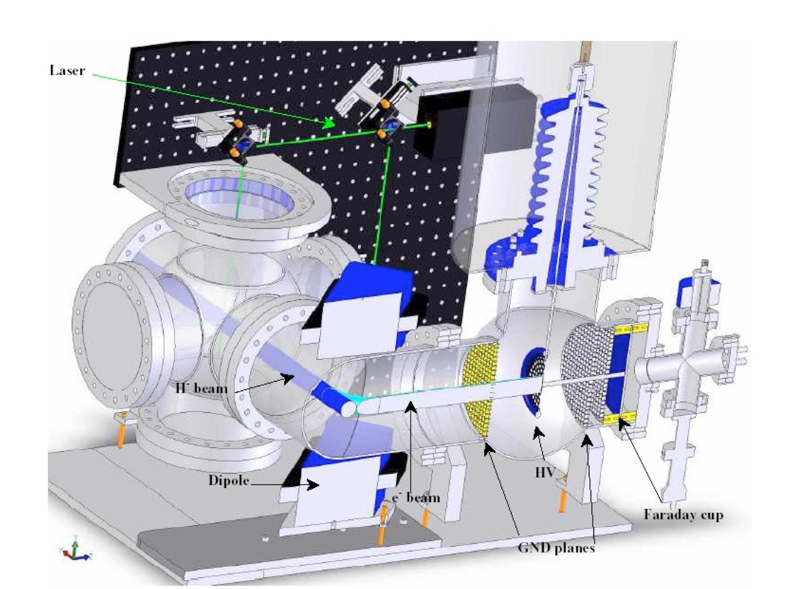 Laser
H⁻ beam
Dipole
e⁻ beam
HV
GND planes
Faraday cup